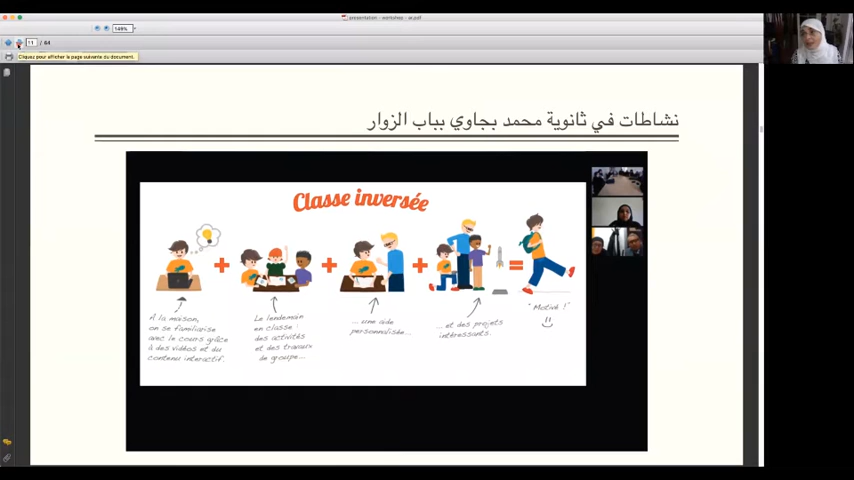 presentation - workshop - ar.pdf
149%
11 / 64
Cliquez pour afficher la page suivante du document.
نشاطات في ثانوية محمد بجاوي بباب الزوار
Classe inversée
À la maison,
on se familiarise
avec le cours grâce
à des vidéos et du
contenu interactif.
Le lendemain
en classe :
des activités
et des travaux
de groupe...
... une aide
personnalisée...
... et des projets
intéressants.
" Motivé ! "